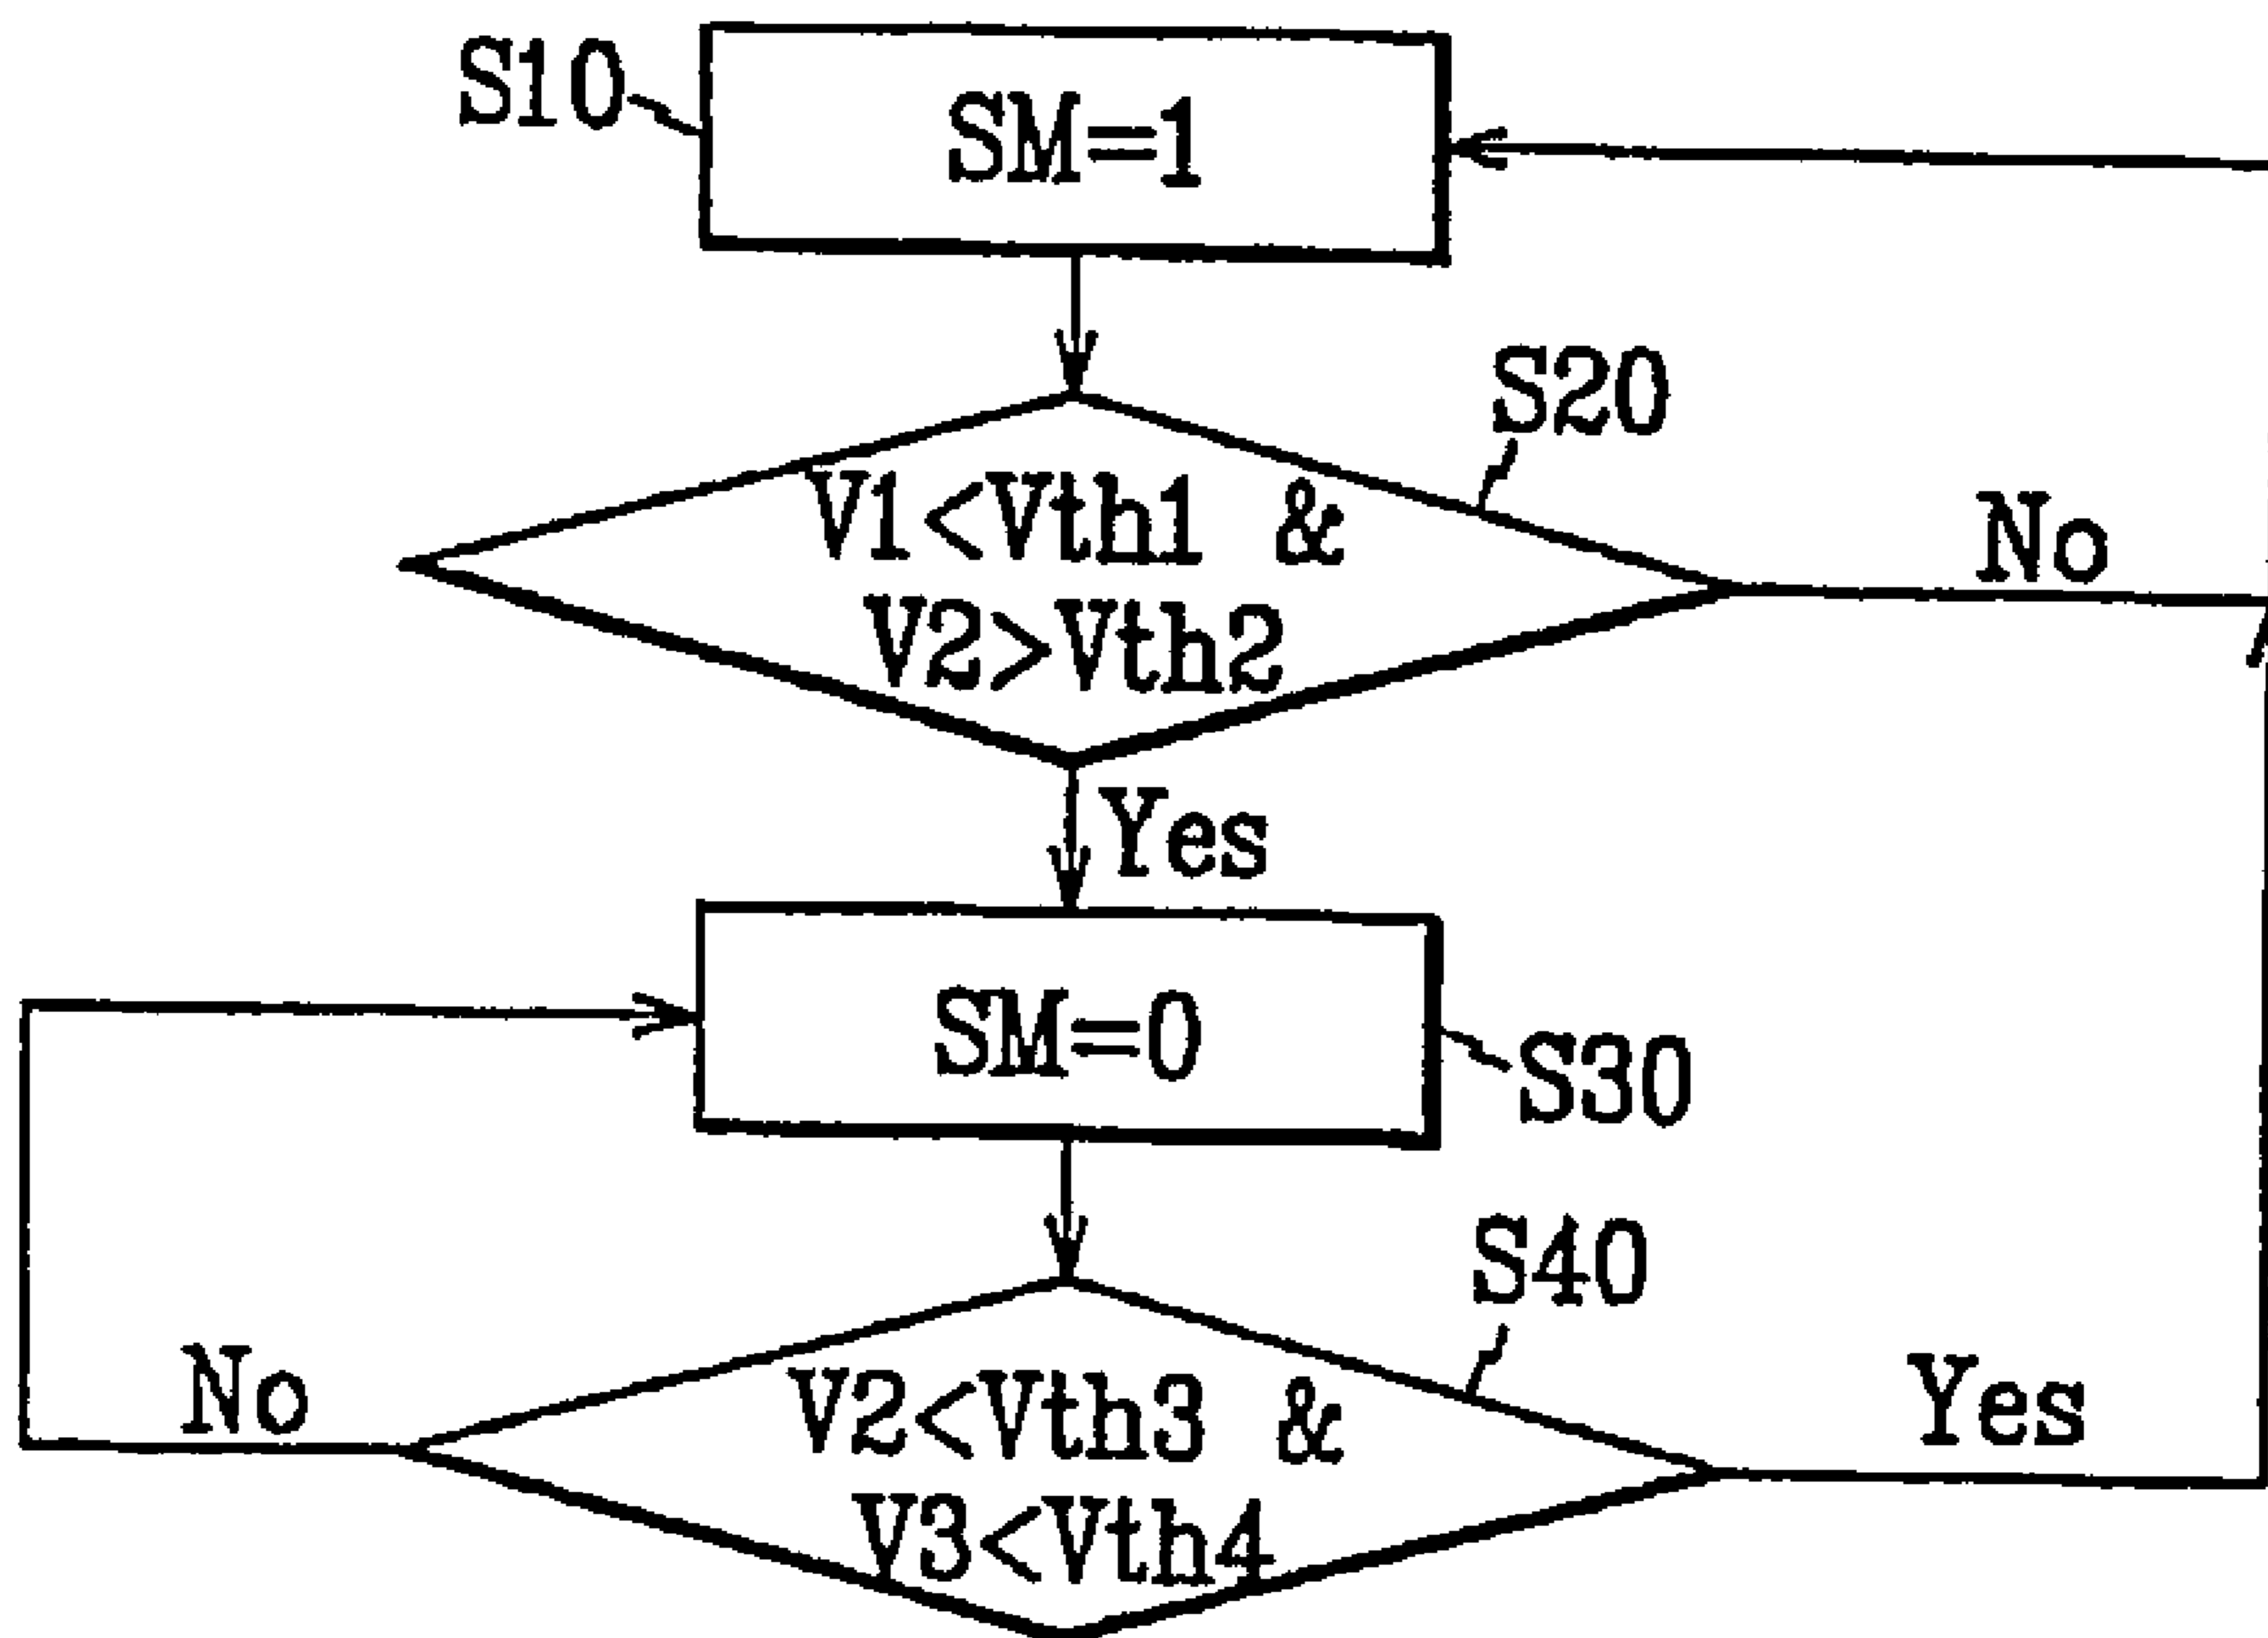 S10
SM=1
S20
V1<Vth1 &
V2>Vth2
No
Yes
SM=0
S30
S40
No
V2<Vth3 &
V3<Vth4
Yes